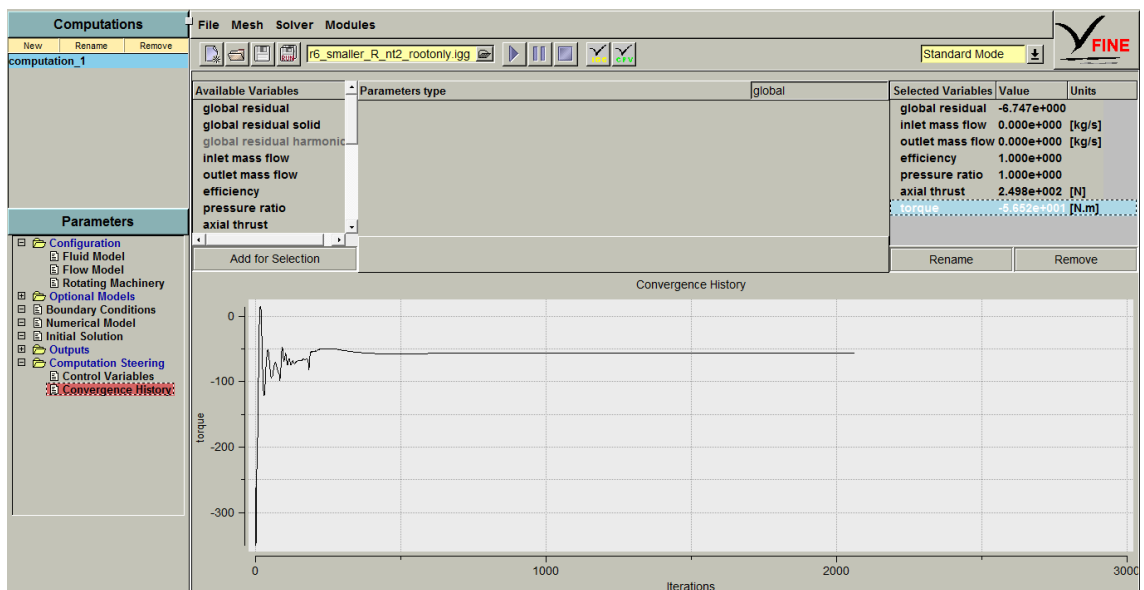 Computations
New Rename Remove
computation_1
File Mesh Solver Modules
r6_smaller_R_nt2_rootonly.igg
Standard Mode
FINE
Available Variables
global residual
global residual solid
global residual harmonic
inlet mass flow
outlet mass flow
efficiency
pressure ratio
axial thrust
Add for Selection
Parameters type global
Selected Variables Value Units
global residual -6.747e+000
inlet mass flow 0.000e+000 [kg/s]
outlet mass flow 0.000e+000 [kg/s]
efficiency 1.000e+000
pressure ratio 1.000e+000
axial thrust 2.498e+002 [N]
torque -5.652e+001 [N.m]
Rename Remove
Parameters
Configuration
Fluid Model
Flow Model
Rotating Machinery
Optional Models
Boundary Conditions
Numerical Model
Initial Solution
Outputs
Computation Steering
Control Variables
Convergence History
Convergence History
torque
0
-100
-200
-300
0 1000 2000 3000
Iterations